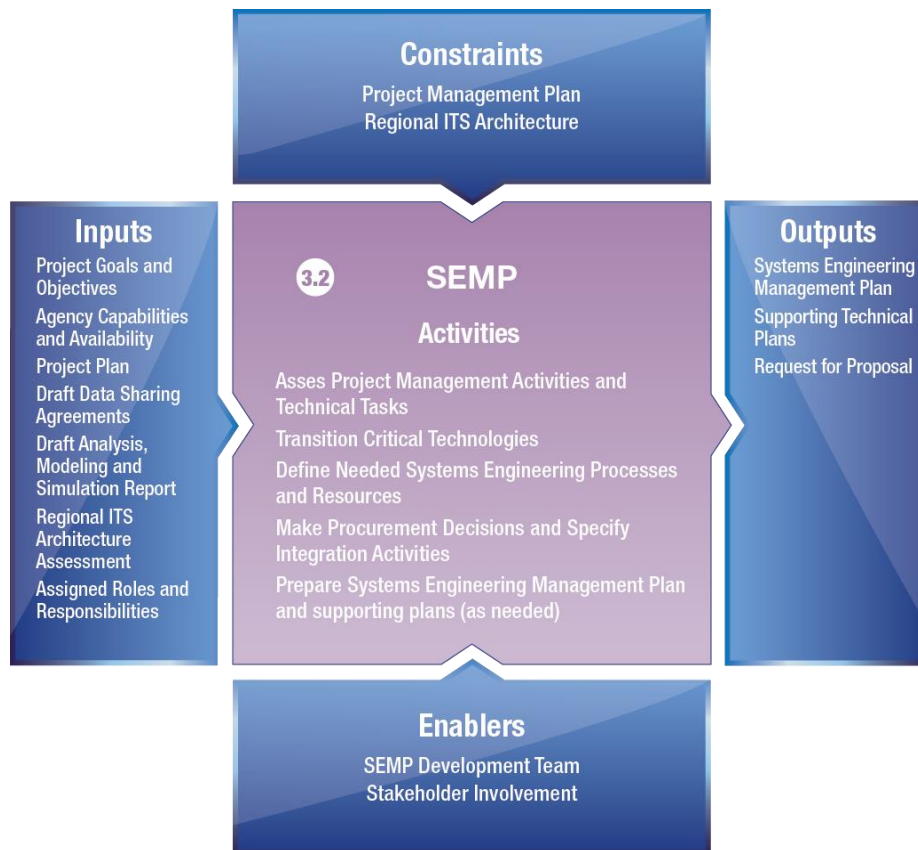 Constraints
Project Management Plan
Regional ITS Architecture
Inputs
Project Goals and
Objectives
Agency Capabilities
and Availability
Project Plan
Draft Data Sharing
Agreements
Draft Analysis,
Modeling and
Simulation Report
Regional ITS
Architecture
Assessment
Assigned Roles and
Responsibilities
3.2
SEMP
Activities
Asses Project Management Activities and
Technical Tasks
Transition Critical Technologies
Define Needed Systems Engineering Processes
and Resources
Make Procurement Decisions and Specify
Integration Activities
Prepare Systems Engineering Management Plan
and supporting plans (as needed)
Outputs
Systems Engineering
Management Plan
Supporting Technical
Plans
Request for Proposal
Enablers
SEMP Development Team
Stakeholder Involvement